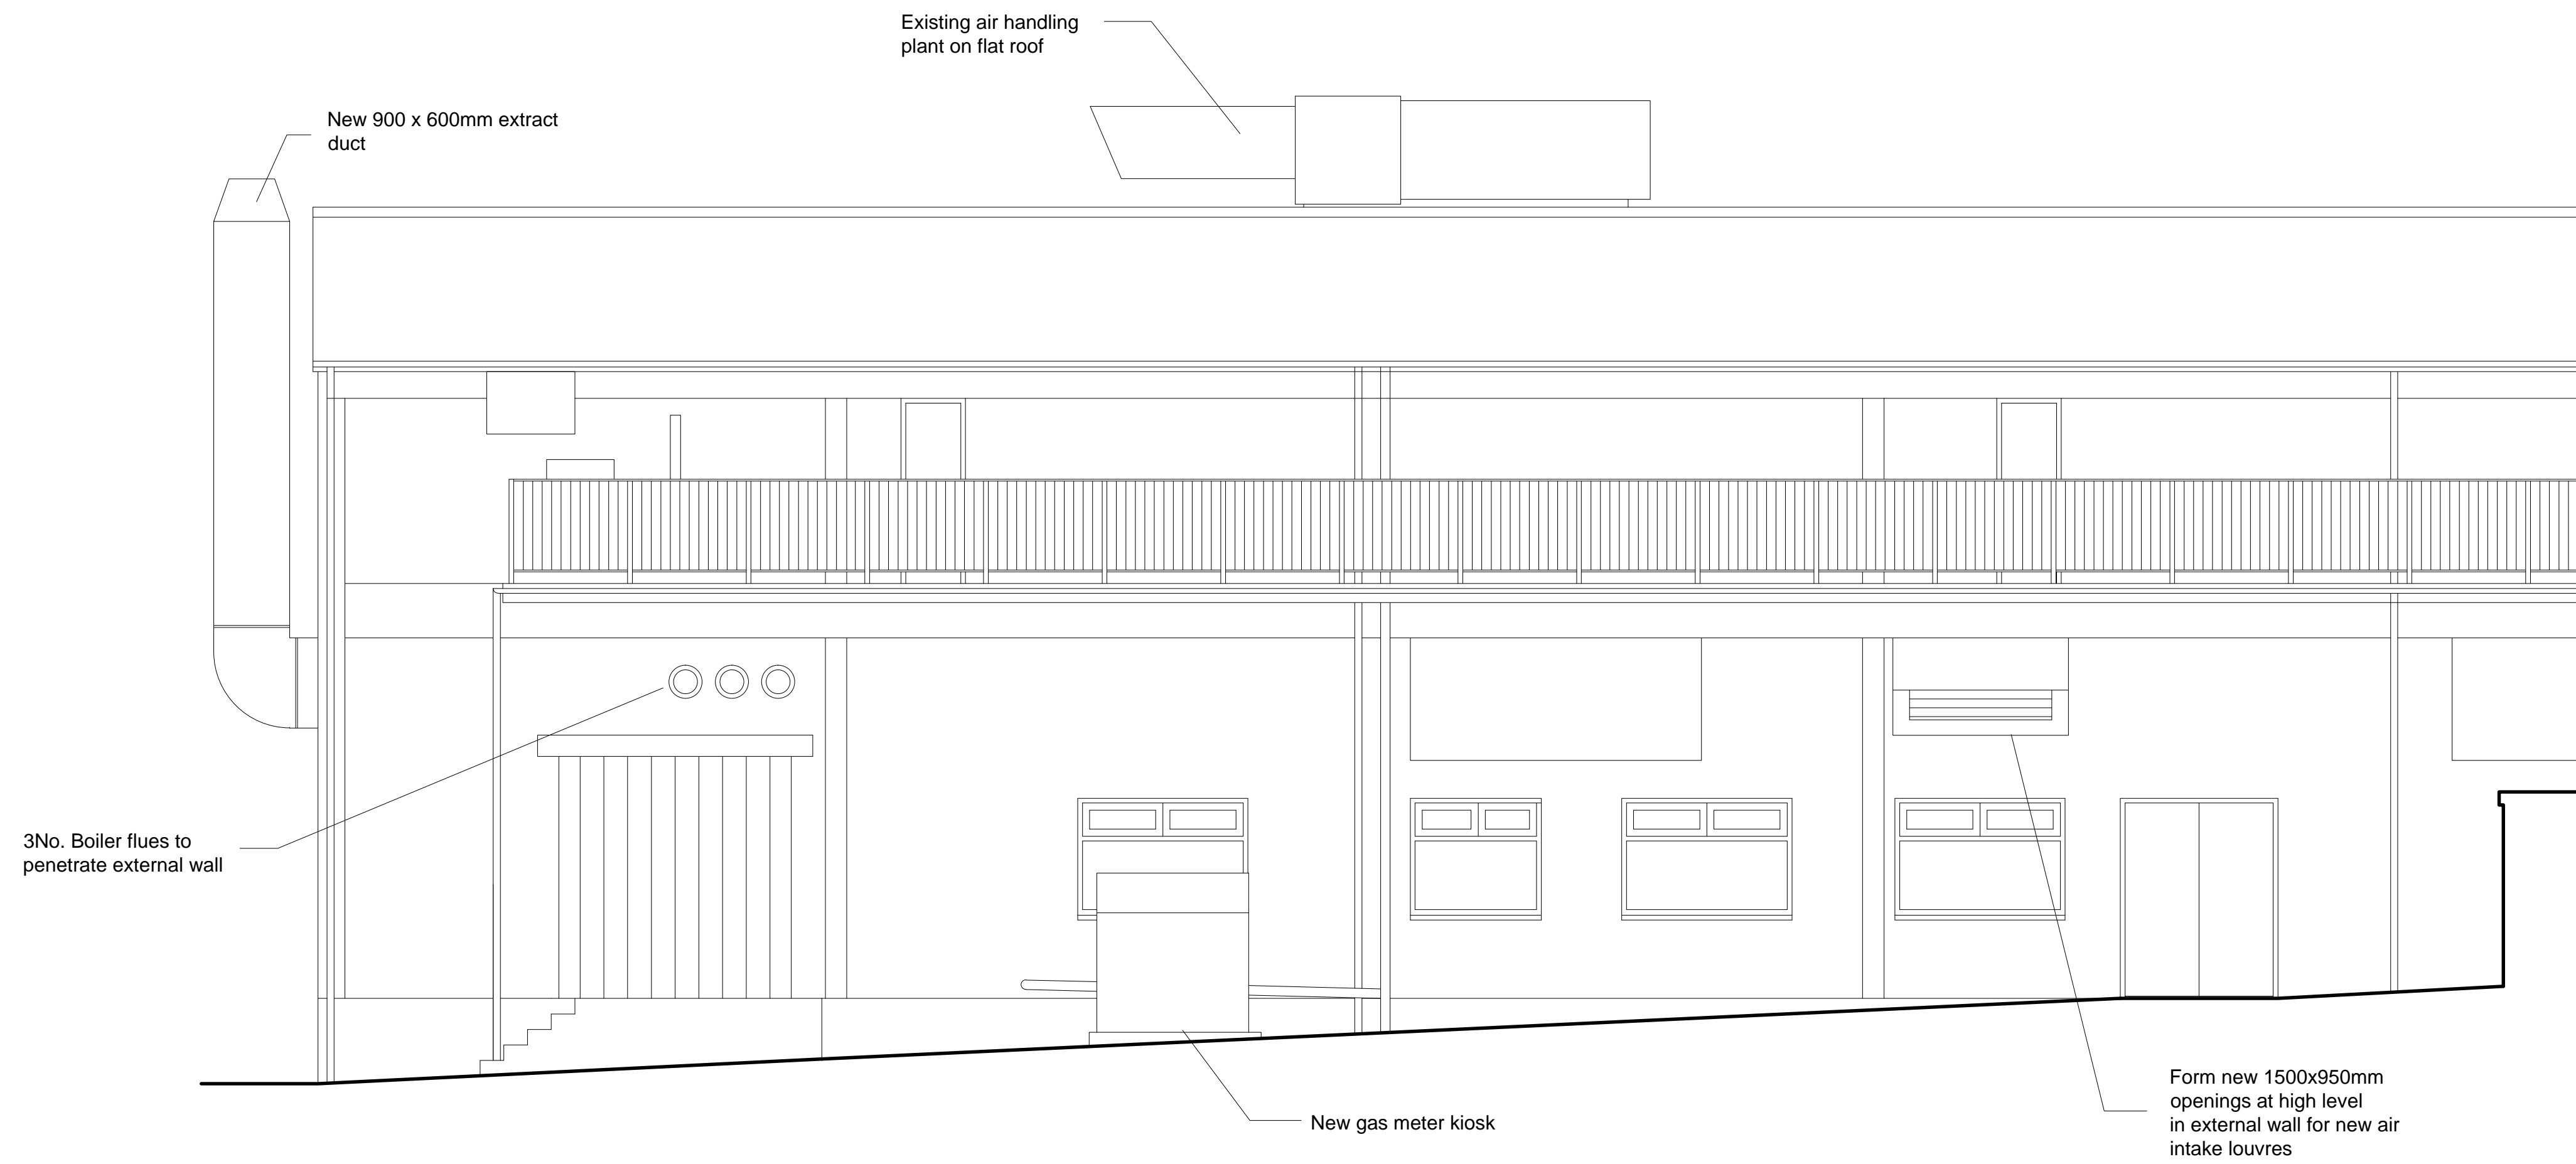 Existing air handling
plant on flat roof
New 900 x 600mm extract
duct
3No. Boiler flues to
penetrate external wall
New gas meter kiosk
Form new 1500x950mm
openings at high level
in external wall for new air
intake louvres